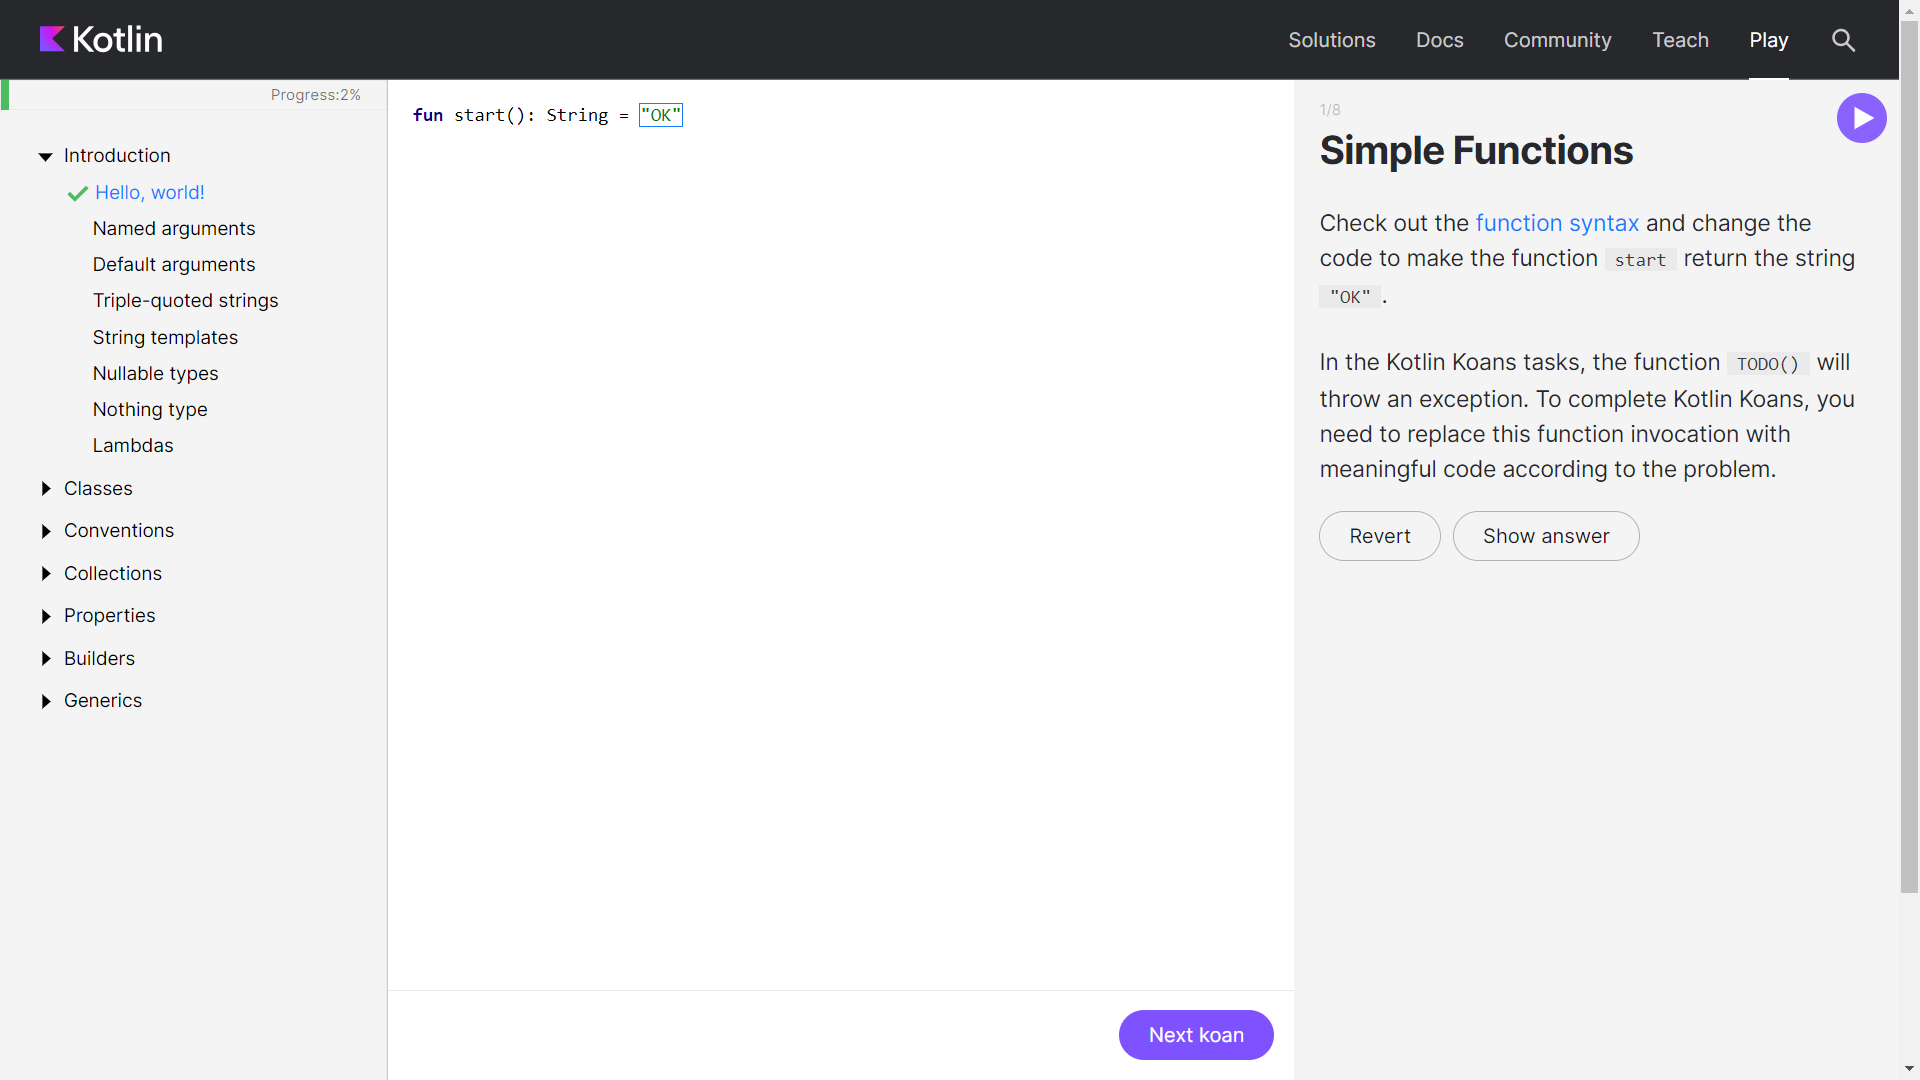 Kotlin
Solutions
Docs
Community
Teach
Play
Progress:2%
Introduction
Hello, world!
Named arguments
Default arguments
Triple-quoted strings
String templates
Nullable types
Nothing type
Lambdas
Classes
Conventions
Collections
Properties
Builders
Generics
fun start(): String = "OK"
Next koan
1/8
Simple Functions
Check out the function syntax and change the
code to make the function start return the string
"OK" .
In the Kotlin Koans tasks, the function TODO() will
throw an exception. To complete Kotlin Koans, you
need to replace this function invocation with
meaningful code according to the problem.
Revert
Show answer